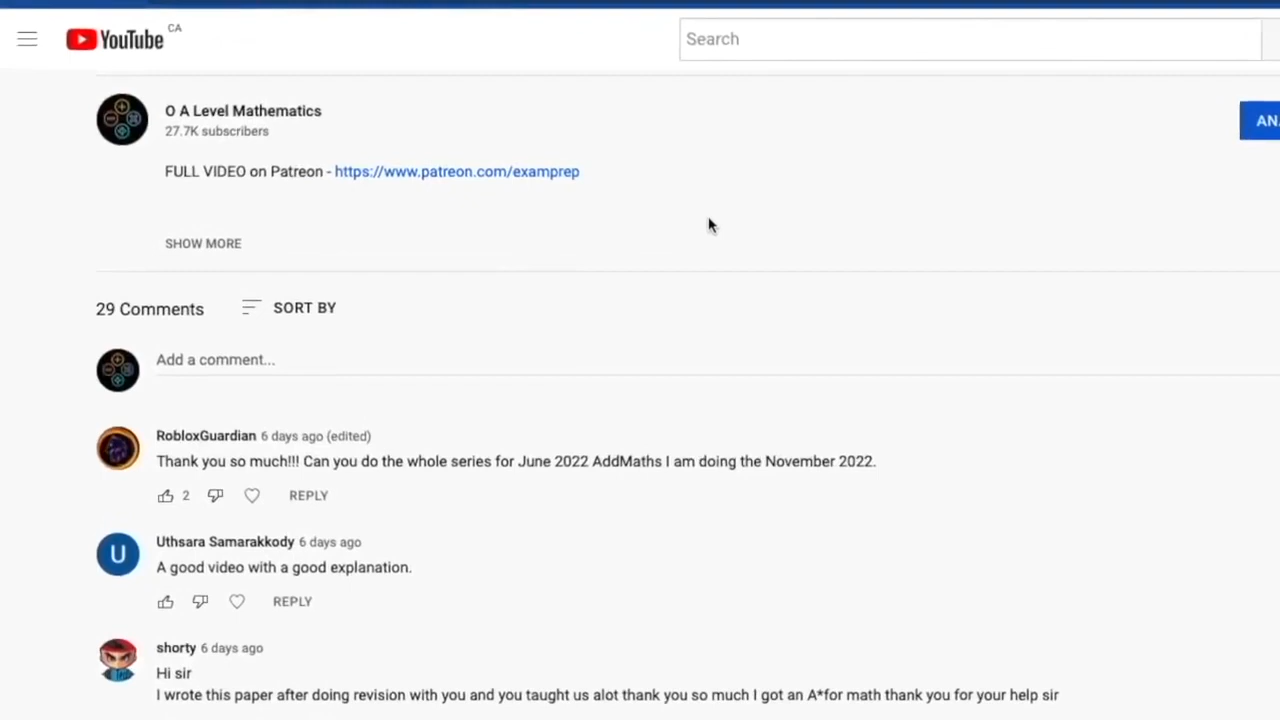 YouTube CA
Search
O A Level Mathematics
27.7K subscribers
FULL VIDEO on Patreon - https://www.patreon.com/examprep
SHOW MORE
29 Comments
SORT BY
Add a comment...
RobloxGuardian 6 days ago (edited)
Thank you so much!!! Can you do the whole series for June 2022 AddMaths I am doing the November 2022.
2
REPLY
U
Uthsara Samarakkody 6 days ago
A good video with a good explanation.
REPLY
shorty 6 days ago
Hi sir
I wrote this paper after doing revision with you and you taught us alot thank you so much I got an A*for math thank you for your help sir